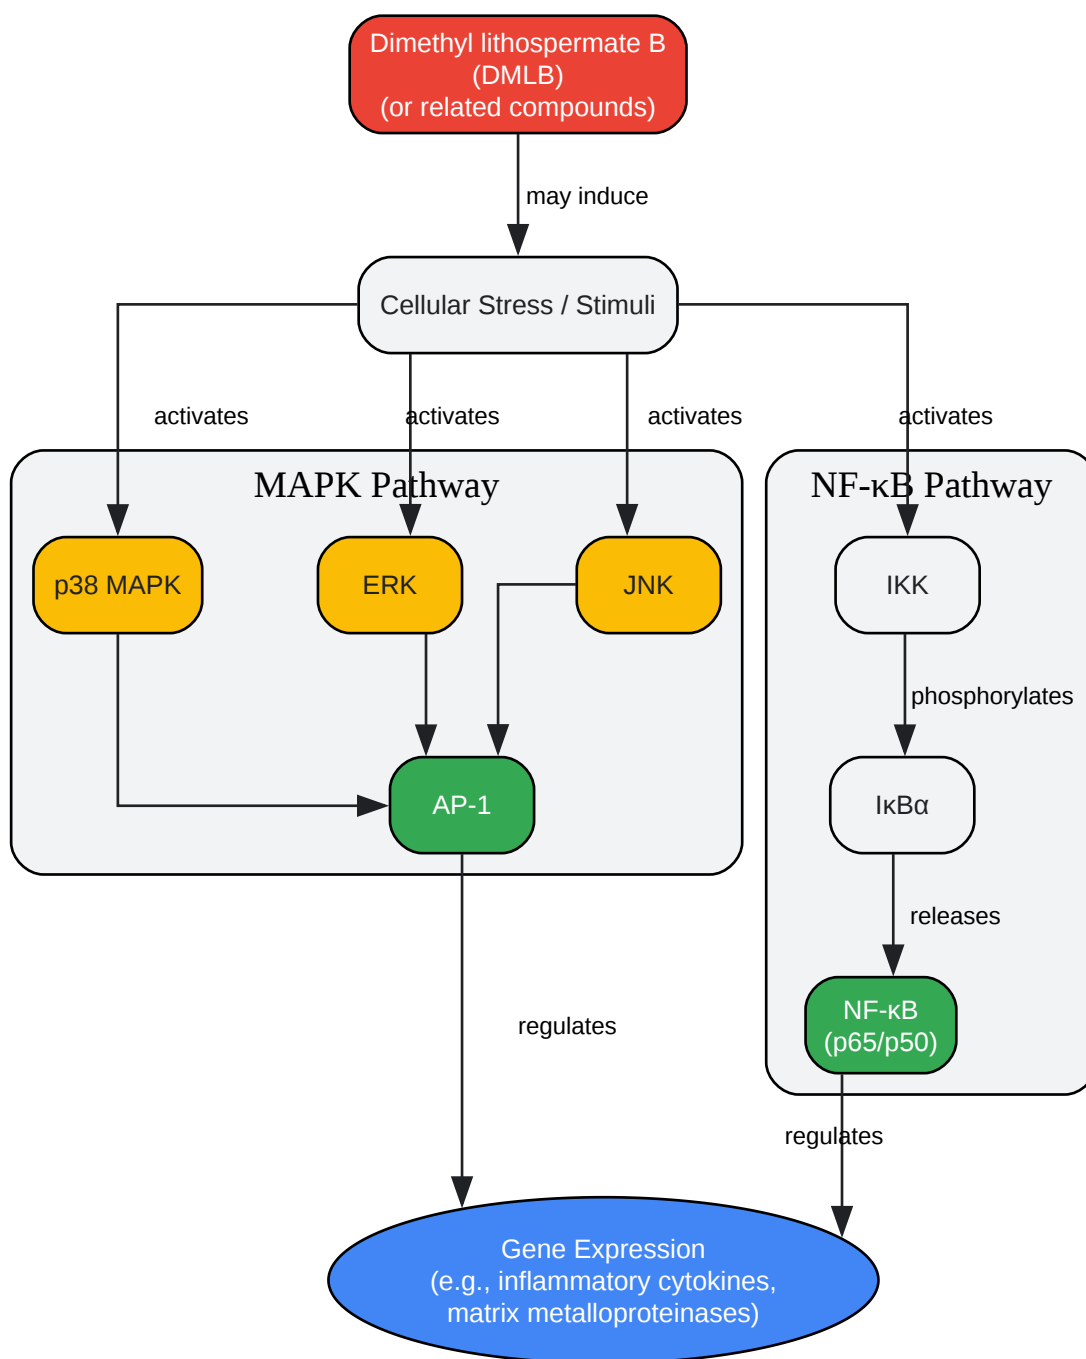 Dimethyl lithospermate B
(DMLB)
(or related compounds)
may induce
Cellular Stress / Stimuli
activates
activates
activates
activates
MAPK Pathway
NF-κB Pathway
p38 MAPK
ERK
JNK
IKK
phosphorylates
AP-1
IκBα
releases
NF-κB
(p65/p50)
regulates
regulates
Gene Expression
(e.g., inflammatory cytokines,
matrix metalloproteinases)